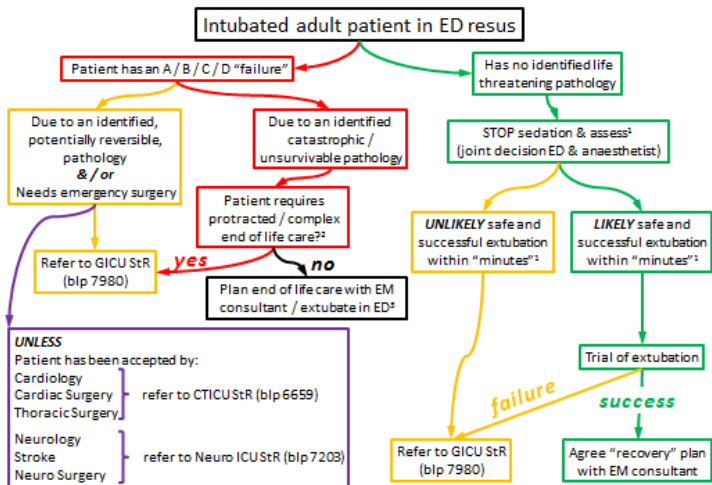 Intubated adult patient in ED resus
Patient has an A / B / C / D “failure”
Has no identified life
threatening pathology
Due to an identified,
potentially reversible,
pathology
& / or
Needs emergency surgery
Due to an identified
catastrophic /
unsurvivable pathology
STOP sedation & assess¹
(joint decision ED & anaesthetist)
Patient requires
protracted / complex
end of life care?²
UNLIKELY safe and
successful extubation
within “minutes”¹
LIKELY safe and
successful extubation
within “minutes”¹
Refer to GICU StR
(blp 7980)
yes
no
Plan end of life care with EM
consultant / extubate in ED³
UNLESS
Patient has been accepted by:
Cardiology
Cardiac Surgery
Thoracic Surgery
refer to CTICU StR (blp 6659)
Neurology
Stroke
Neuro Surgery
refer to Neuro ICU StR (blp 7203)
Trial of extubation
failure
success
Refer to GICU StR
(blp 7980)
Agree “recovery” plan
with EM consultant